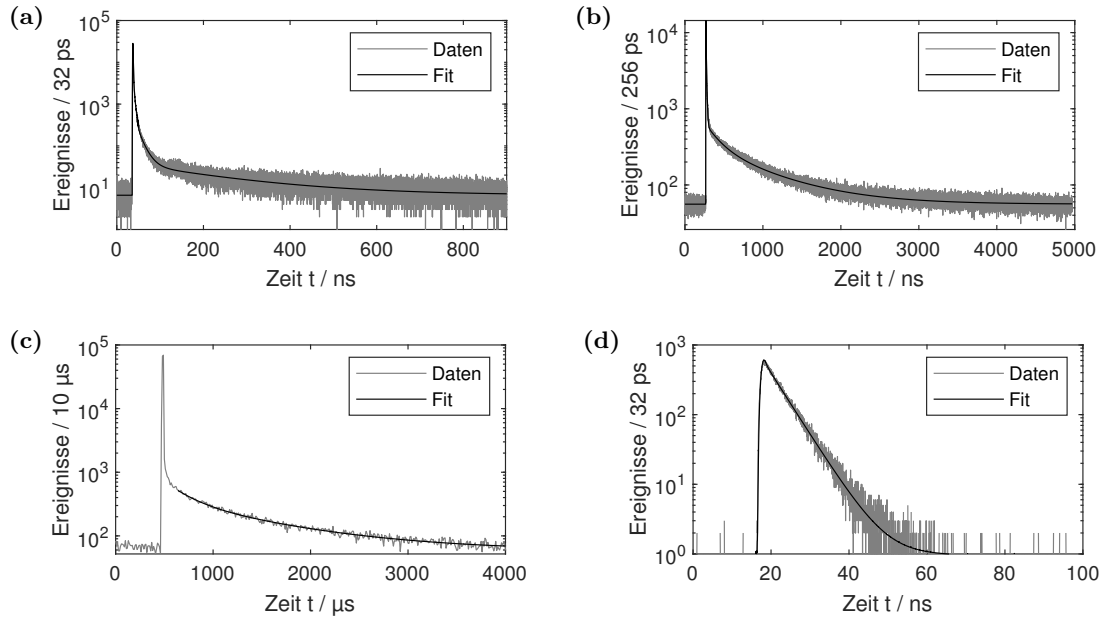 (a)
10^5
10^3
10^1
Ereignisse / 32 ps
Daten
Fit
0 200 400 600 800
Zeit t / ns
(b)
10^4
10^3
10^2
Ereignisse / 256 ps
Daten
Fit
0 1000 2000 3000 4000 5000
Zeit t / ns
(c)
10^5
10^4
10^3
10^2
Ereignisse / 10 µs
Daten
Fit
0 1000 2000 3000 4000
Zeit t / µs
(d)
10^3
10^2
10^1
10^0
Ereignisse / 32 ps
Daten
Fit
0 20 40 60 80 100
Zeit t / ns